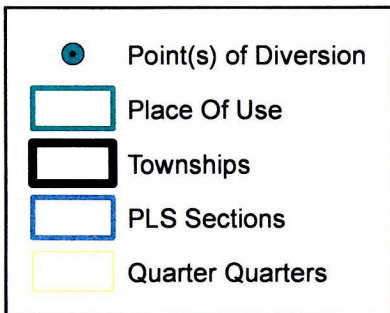 Point(s) of Diversion
Place Of Use
Townships
PLS Sections
Quarter Quarters